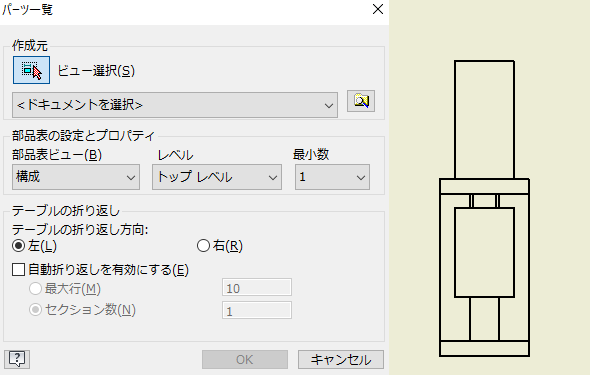 パーツ一覧
作成元
ビュー選択(S)
<ドキュメントを選択>
部品表の設定とプロパティ
部品表ビュー(B) レベル 最小数
構成 トップ レベル 1
テーブルの折り返し
テーブルの折り返し方向:
左(L) 右(R)
自動折り返しを有効にする(E)
最大行(M) 10
セクション数(N) 1
? OK キャンセル